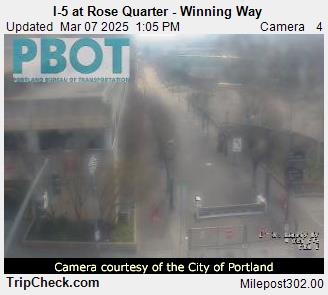 I-5 at Rose Quarter - Winning Way
Updated Mar 07 2025 1:05 PM Camera 4
PBOT
PORTLAND BUREAU OF TRANSPORTATION
Camera courtesy of the City of Portland
TripCheck.com Milepost302.00